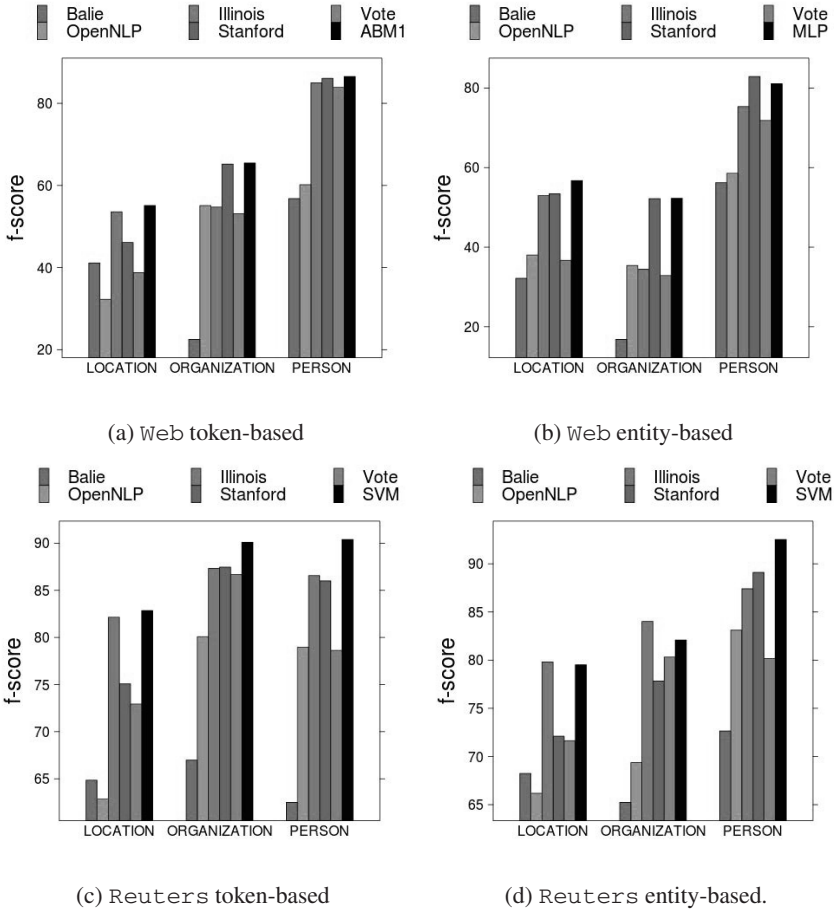 Balie Illinois Vote
OpenNLP Stanford ABM1
f-score
80
60
40
20
LOCATION ORGANIZATION PERSON
(a) Web token-based
Balie Illinois Vote
OpenNLP Stanford MLP
f-score
80
60
40
20
LOCATION ORGANIZATION PERSON
(b) Web entity-based
Balie Illinois Vote
OpenNLP Stanford SVM
f-score
90
85
80
75
70
65
LOCATION ORGANIZATION PERSON
(c) Reuters token-based
Balie Illinois Vote
OpenNLP Stanford SVM
f-score
90
85
80
75
70
65
LOCATION ORGANIZATION PERSON
(d) Reuters entity-based.